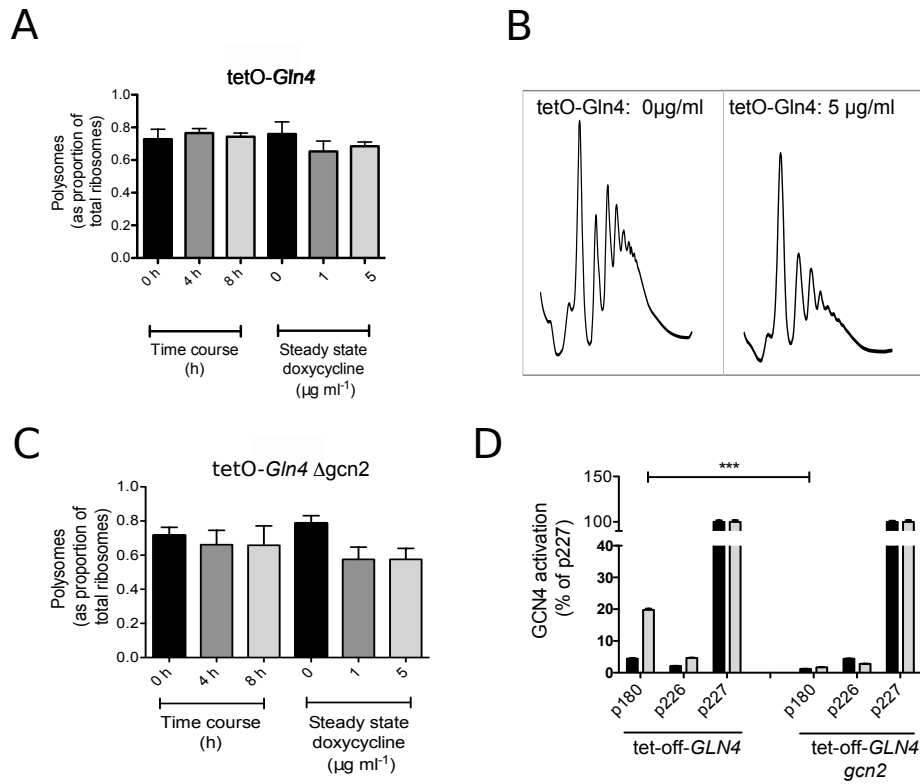 A
tetO-Gln4
Polysomes
(as proportion of
total ribosomes)
1.0
0.8
0.6
0.4
0.2
0.0
0 h
4 h
8 h
0
1
5
Time course
(h)
Steady state
doxycycline
(µg ml-1)
B
tetO-Gln4: 0µg/ml
tetO-Gln4: 5 µg/ml
C
tetO-Gln4 Δgcn2
Polysomes
(as proportion of
total ribosomes)
1.0
0.8
0.6
0.4
0.2
0.0
0 h
4 h
8 h
0
1
5
Time course
(h)
Steady state
doxycycline
(µg ml-1)
D
GCN4 activation
(% of p227)
150
100
40
30
20
10
0
***
p180
p226
p227
p180
p226
p227
tet-off-GLN4
tet-off-GLN4
gcn2